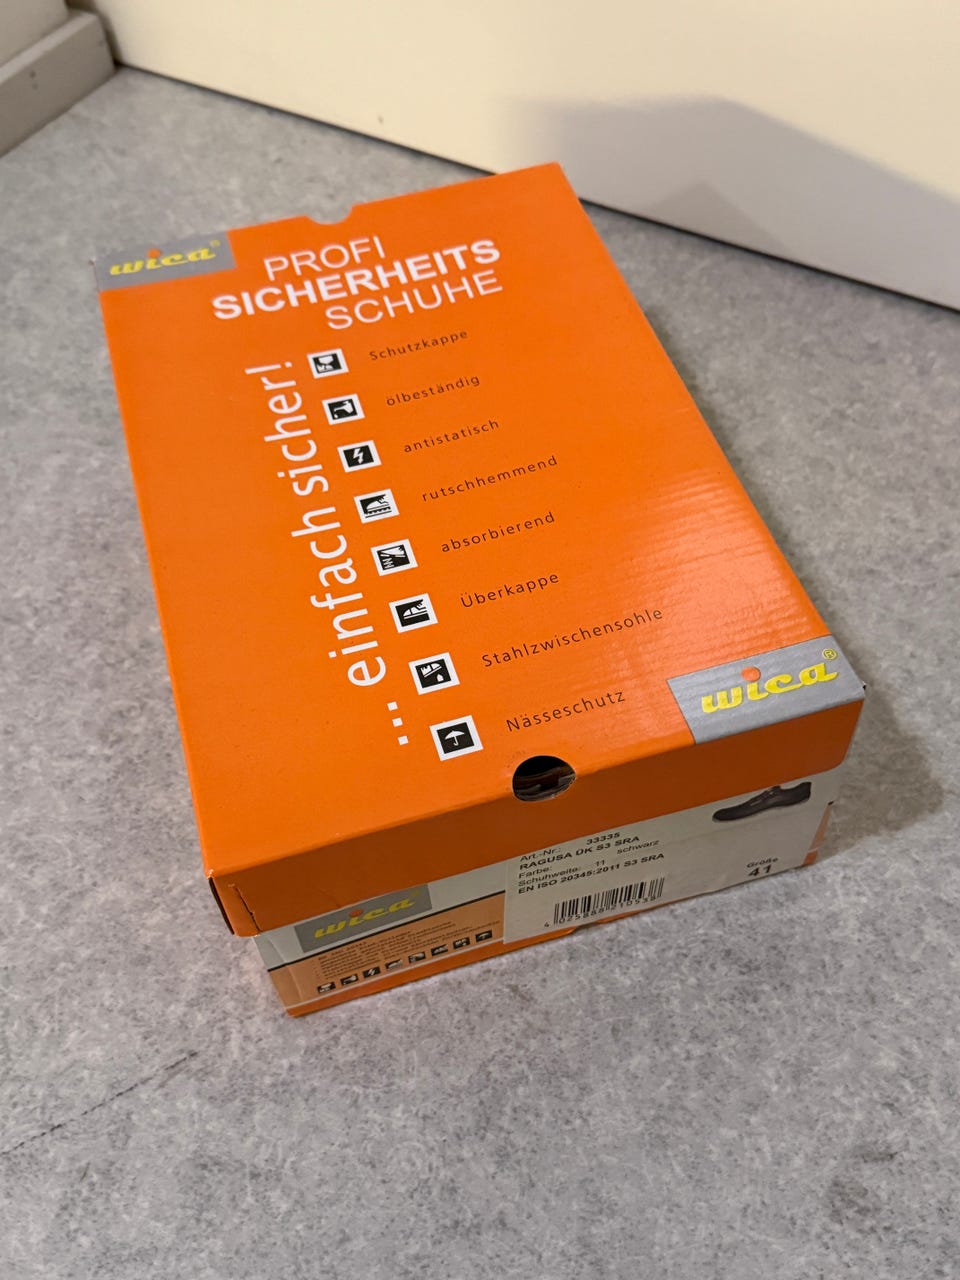 wica®
PROFI
SICHERHEITS
SCHUHE
... einfach sicher!
Schutzkappe
ölbeständig
antistatisch
rutschhemmend
absorbierend
Überkappe
Stahlzwischensohle
Nässeschutz
wica®
Art.-Nr.: 33335
RAGUSA ÜK S3 SRA
Farbe: schwarz
Schuhweite: 11
EN ISO 20345:2011 S3 SRA
Größe
41
wica